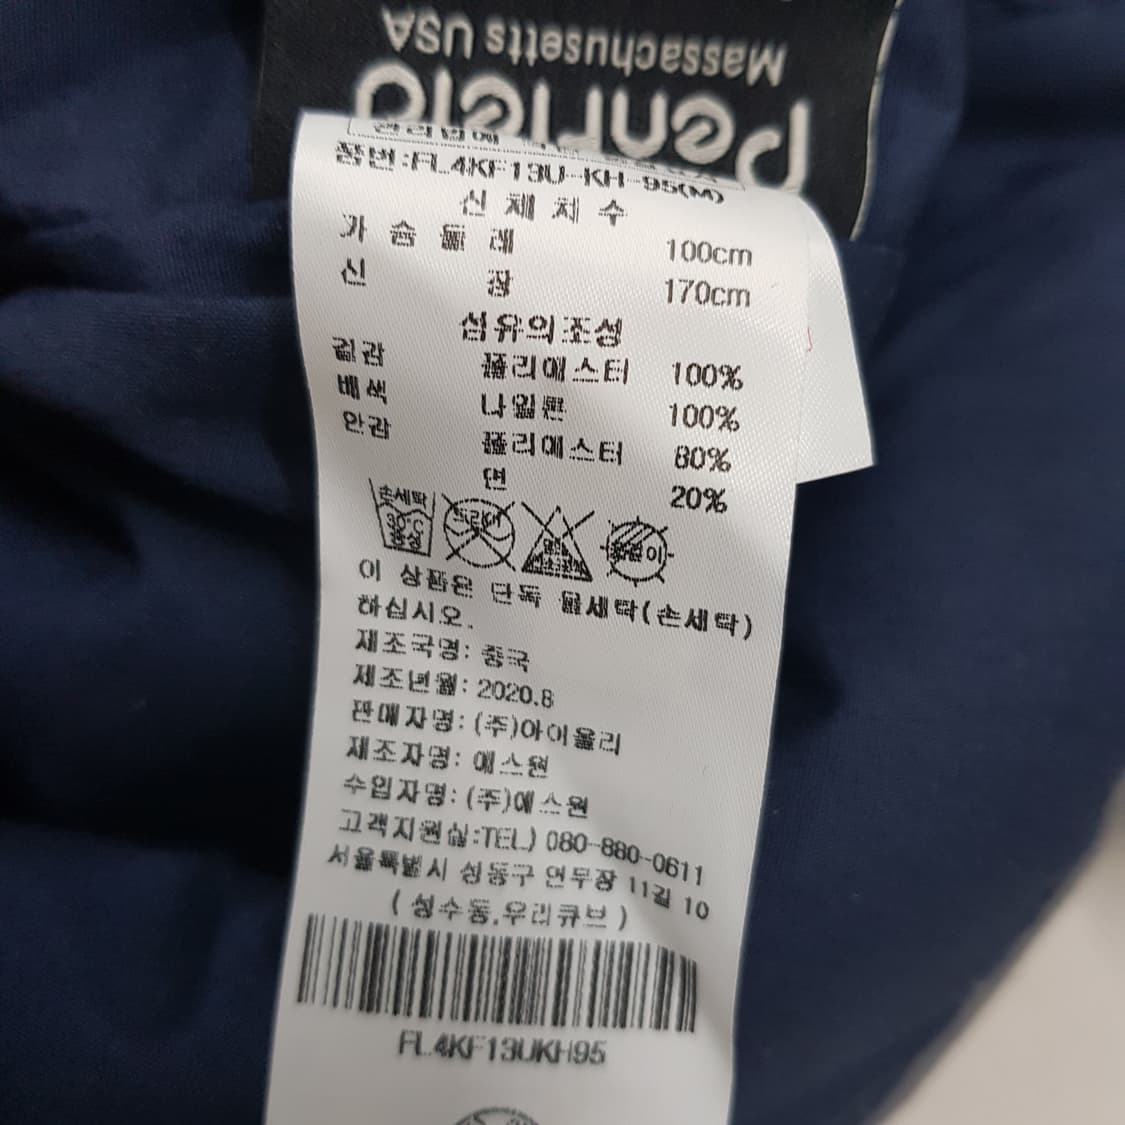 Penfield
Massachusetts USA
품번:FL4KF13U-KH-95(M)
신체치수
가슴둘레 100cm
신장 170cm
섬유의조성
겉감 폴리에스터 100%
배색 나일론 100%
안감 폴리에스터 80%
면 20%
손세탁
30°C
중성
드라이
이 상품은 단독 물세탁(손세탁)
하십시오.
제조국명: 중국
제조년월: 2020.8
판매자명: (주)아이올리
제조자명: 에스원
수입자명: (주)에스원
고객지원실:TEL) 080-880-0611
서울특별시 성동구 연무장 11길 10
(성수동,우리큐브)
FL4KF13UKH95